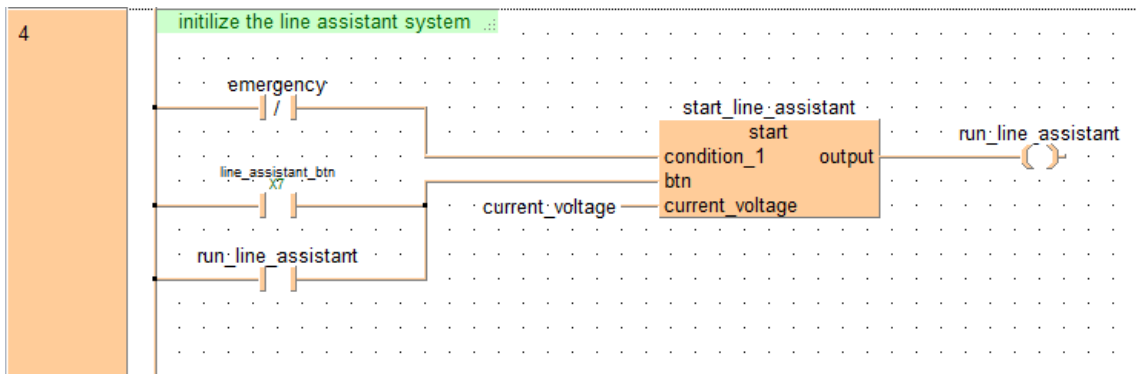 4
initilize the line assistant system
emergency
/
start_line_assistant
start
run_line_assistant
condition_1 output
line_assistant_btn
X7
btn
current_voltage current_voltage
run_line_assistant